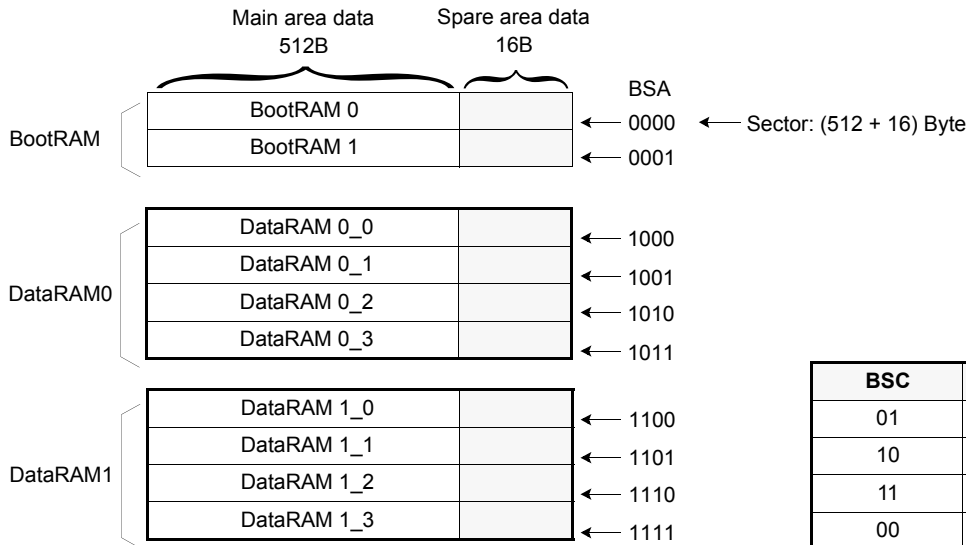 Main area data
512B
Spare area data
16B
BSA
BootRAM
BootRAM 0
0000
Sector: (512 + 16) Byte
BootRAM 1
0001
DataRAM0
DataRAM 0_0
1000
DataRAM 0_1
1001
DataRAM 0_2
1010
DataRAM 0_3
1011
DataRAM1
DataRAM 1_0
1100
DataRAM 1_1
1101
DataRAM 1_2
1110
DataRAM 1_3
1111
BSC
01
10
11
00